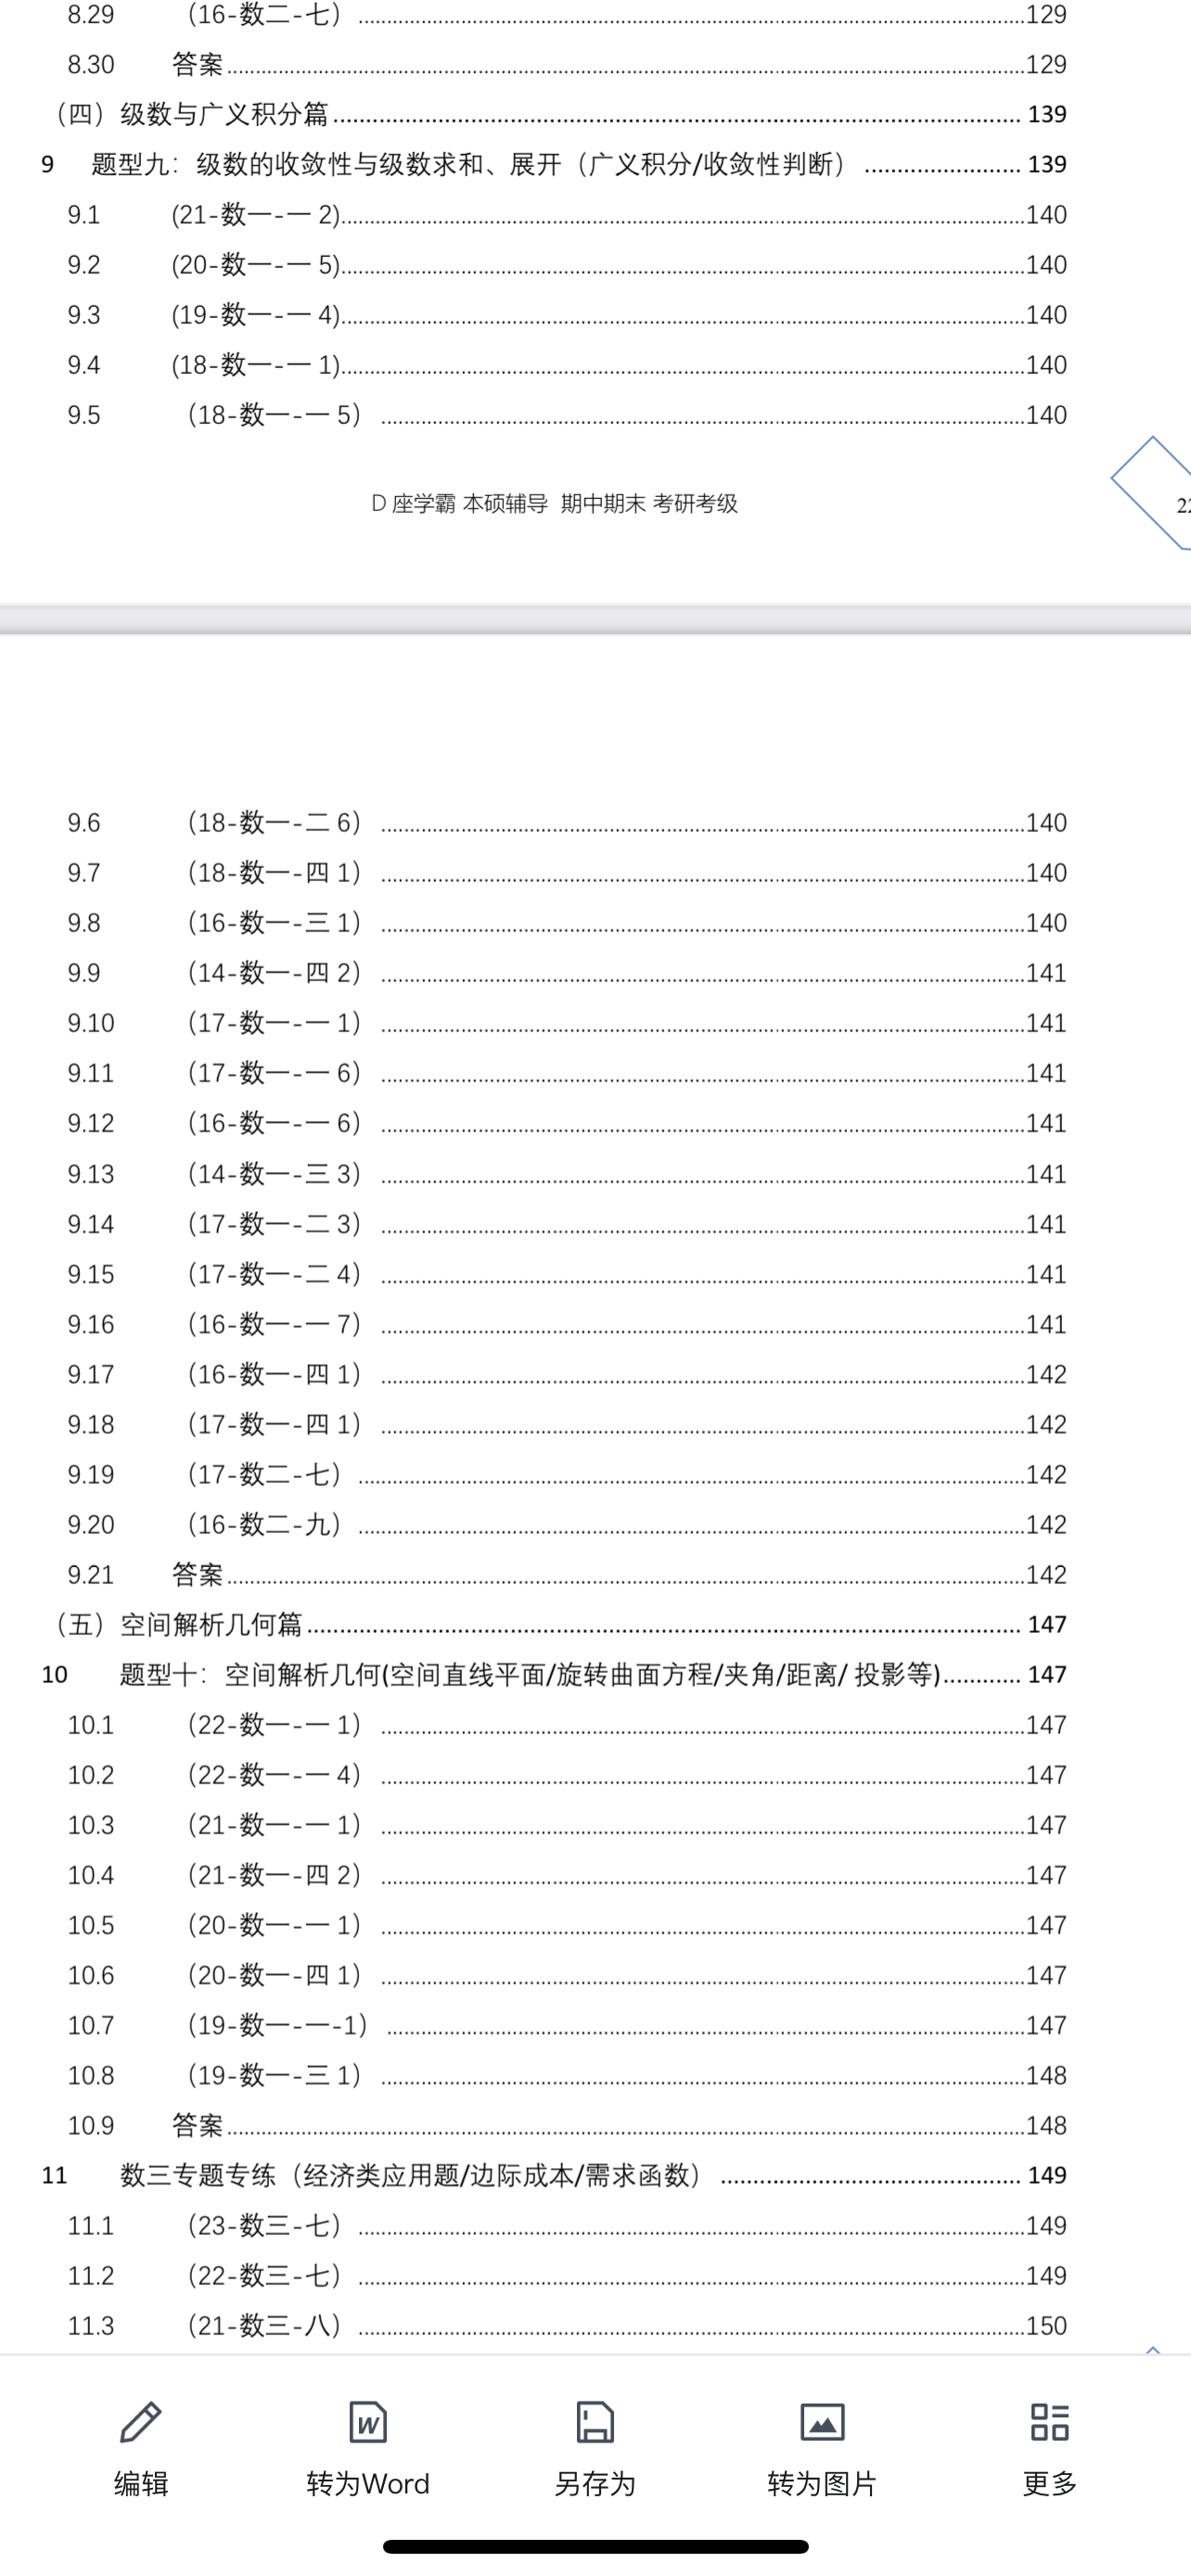 8.29 （16-数二-七）129
8.30 答案129
（四）级数与广义积分篇 139
9 题型九：级数的收敛性与级数求和、展开（广义积分/收敛性判断） 139
9.1 (21-数一-一 2)140
9.2 (20-数一-一 5)140
9.3 (19-数一-一 4)140
9.4 (18-数一-一 1)140
9.5 （18-数一-一 5）140
D 座学霸 本硕辅导 期中期末 考研考级
22
9.6 （18-数一-二 6）140
9.7 （18-数一-四 1）140
9.8 （16-数一-三 1）140
9.9 （14-数一-四 2）141
9.10 （17-数一-一 1）141
9.11 （17-数一-一 6）141
9.12 （16-数一-一 6）141
9.13 （14-数一-三 3）141
9.14 （17-数一-二 3）141
9.15 （17-数一-二 4）141
9.16 （16-数一-一 7）141
9.17 （16-数一-四 1）142
9.18 （17-数一-四 1）142
9.19 （17-数二-七）142
9.20 （16-数二-九）142
9.21 答案142
（五）空间解析几何篇 147
10 题型十：空间解析几何(空间直线平面/旋转曲面方程/夹角/距离/ 投影等) 147
10.1 （22-数一-一 1）147
10.2 （22-数一-一 4）147
10.3 （21-数一-一 1）147
10.4 （21-数一-四 2）147
10.5 （20-数一-一 1）147
10.6 （20-数一-四 1）147
10.7 （19-数一-一-1）147
10.8 （19-数一-三 1）148
10.9 答案148
11 数三专题专练（经济类应用题/边际成本/需求函数） 149
11.1 （23-数三-七）149
11.2 （22-数三-七）149
11.3 （21-数三-八）150
编辑 转为Word 另存为 转为图片 更多